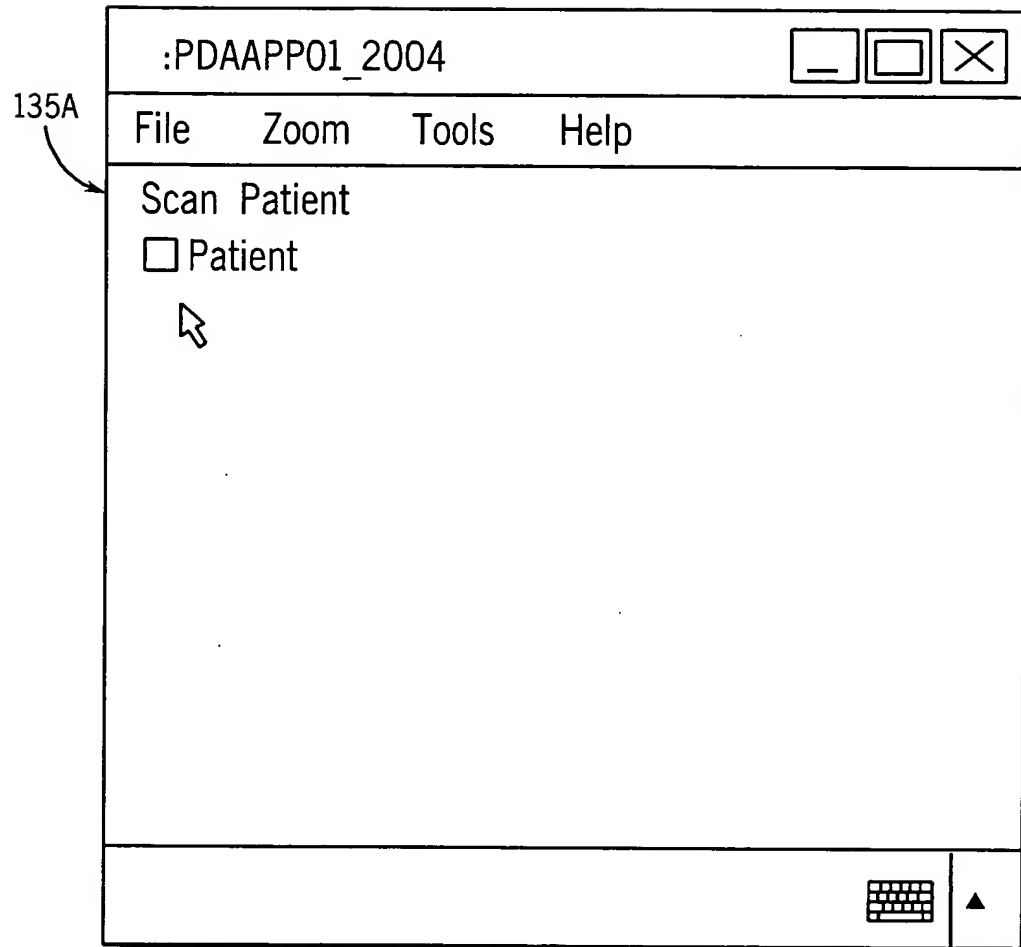 :PDAAPP01_2004
135A
File Zoom Tools Help
Scan Patient
Patient